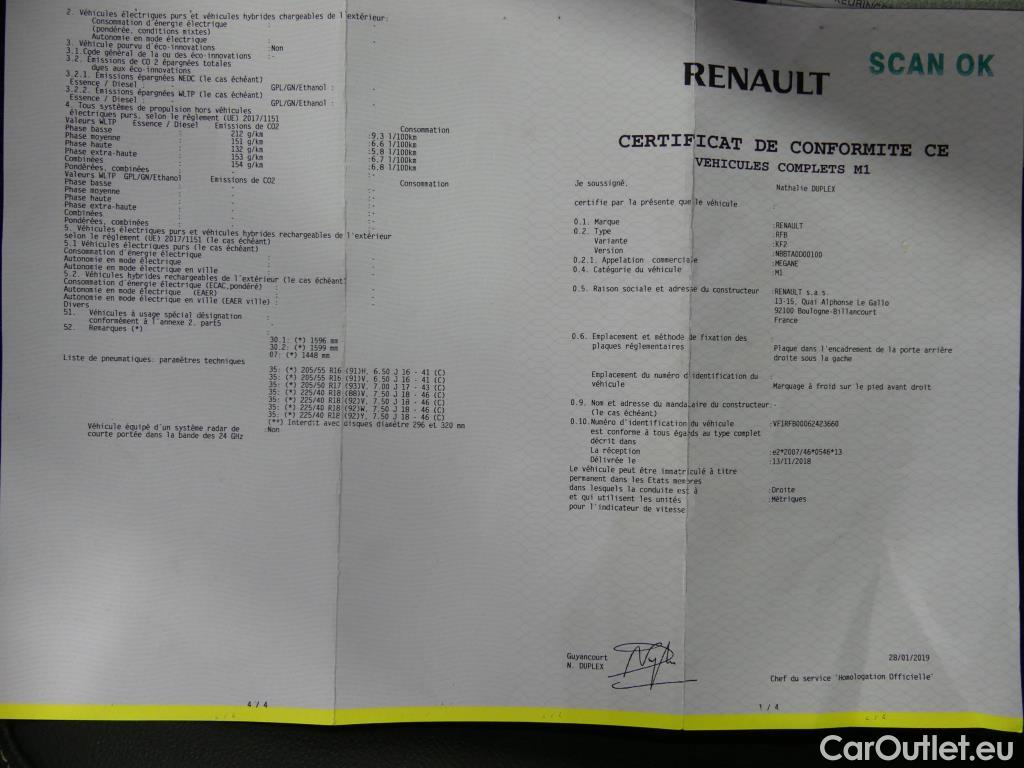 2. Véhicules électriques purs et véhicules hybrides chargeables de l'extérieur:
Consommation d'énergie électrique :
(pondérée, conditions mixtes)
Autonomie en mode électrique :
3. Véhicule pourvu d'éco-innovations :Non
3.1.Code général de la ou des éco-innovations :-
3.2. Emissions de CO 2 épargnées totales
dues aux éco-innovations
3.2.1. Emissions épargnées NEDC (le cas échéant)
Essence / Diesel : - GPL/GN/Ethanol : -
3.2.2. Emissions épargnées WLTP (le cas échéant)
Essence / Diesel : - GPL/GN/Ethanol : -
4. Tous systèmes de propulsion hors véhicules
électriques purs, selon le règlement (UE) 2017/1151
Valeurs WLTP Essence / Diesel Emissions de CO2 Consommation
Phase basse : 212 g/km :9,3 l/100km
Phase moyenne : 151 g/km :6,6 l/100km
Phase haute : 132 g/km :5,8 l/100km
Phase extra-haute : 153 g/km :6,7 l/100km
Combinées : 154 g/km :6,8 l/100km
Pondérées, combinées : - :-
Valeurs WLTP GPL/GN/Ethanol Emissions de CO2 Consommation
Phase basse : - :-
Phase moyenne : - :-
Phase haute : - :-
Phase extra-haute : - :-
Combinées : - :-
Pondérées, combinées : - :-
5. Véhicules électriques purs et véhicules hybrides rechargeables de l'extérieur
selon le règlement (UE) 2017/1151 (le cas échéant)
5.1 Véhicules électriques purs (le cas échéant)
Consommation d'énergie électrique :
Autonomie en mode électrique :
Autonomie en mode électrique en ville :
5.2. Véhicules hybrides rechargeables de l'extérieur (le cas échéant)
Consommation d'énergie électrique (ECAC,pondéré) :
Autonomie en mode électrique (EAER) :
Autonomie en mode électrique en ville (EAER ville) :
Divers
51. Véhicules à usage spécial désignation :
conformément à l'annexe 2. part5
52. Remarques (*) :
30.1: (*) 1596 mm
30.2: (*) 1599 mm
07: (*) 1448 mm
Liste de pneumatiques: paramètres techniques
35: (*) 205/55 R16 (91)H, 6.50 J 16 - 41 (C)
35: (*) 205/55 R16 (91)V, 6.50 J 16 - 41 (C)
35: (*) 205/50 R17 (93)V, 7.00 J 17 - 43 (C)
35: (*) 225/40 R18 (88)V, 7.50 J 18 - 46 (C)
35: (*) 225/40 R18 (92)V, 7.50 J 18 - 46 (C)
35: (*) 225/40 R18 (92)W, 7.50 J 18 - 46 (C)
35: (*) 225/40 R18 (92)Y, 7.50 J 18 - 46 (C)
(**) Interdit avec disques diamètre 296 et 320 mm
Véhicule équipé d'un système radar de :Non
courte portée dans la bande des 24 GHz
4 / 4
RENAULT
SCAN OK
CERTIFICAT DE CONFORMITE CE
VEHICULES COMPLETS M1
Je soussigné. Nathalie DUPLEX
certifie par la présente que le véhicule :
0.1. Marque :RENAULT
0.2. Type :RFB
Variante :KF2
Version :NBBTA0D00100
0.2.1. Appelation commerciale :MEGANE
0.4. Catégorie du véhicule :M1
0.5. Raison sociale et adresse du constructeur :RENAULT s.a.s.
13-15, Quai Alphonse Le Gallo
92100 Boulogne-Billancourt
France
0.6. Emplacement et méthode de fixation des
plaques réglementaires Plaque dans l'encadrement de la porte arrière
droite sous la gache
Emplacement du numéro d'identification du :
véhicule Marquage à froid sur le pied avant droit
0.9. Nom et adresse du mandataire du constructeur:-
(le cas échéant)
0.10.Numéro d'identification du véhicule :VF1RFB00062423660
est conforme à tous égards au type complet
décrit dans
La réception :e2*2007/46*0546*13
Délivrée le :13/11/2018
Le véhicule peut être immatriculé à titre
permanent dans les Etats membres
dans lesquels la conduite est à :Droite
et qui utilisent les unités :Métriques
pour l'indicateur de vitesse
Guyancourt 28/01/2019
N. DUPLEX
Chef du service 'Homologation Officielle'
1 / 4
CarOutlet.eu